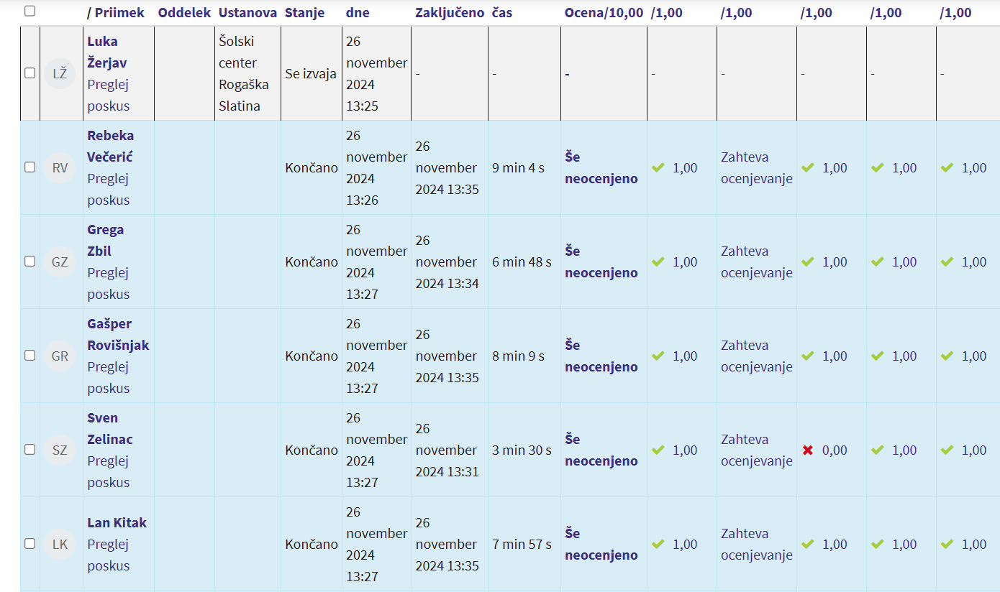 / Priimek Oddelek Ustanova Stanje dne Zaključeno čas Ocena/10,00 /1,00 /1,00 /1,00 /1,00 /1,00
LŽ
Luka
Žerjav
Preglej
poskus
Šolski
center
Rogaška
Slatina
Se izvaja
26
november
2024
13:25
- - - - - - - -
RV
Rebeka
Večerić
Preglej
poskus
Končano
26
november
2024
13:26
26
november
2024 13:35
9 min 4 s
Še
neocenjeno
1,00
Zahteva
ocenjevanje
1,00
1,00
1,00
GZ
Grega
Zbil
Preglej
poskus
Končano
26
november
2024
13:27
26
november
2024 13:34
6 min 48 s
Še
neocenjeno
1,00
Zahteva
ocenjevanje
1,00
1,00
1,00
GR
Gašper
Rovišnjak
Preglej
poskus
Končano
26
november
2024
13:27
26
november
2024 13:35
8 min 9 s
Še
neocenjeno
1,00
Zahteva
ocenjevanje
1,00
1,00
1,00
SZ
Sven
Zelinac
Preglej
poskus
Končano
26
november
2024
13:27
26
november
2024 13:31
3 min 30 s
Še
neocenjeno
1,00
Zahteva
ocenjevanje
0,00
1,00
1,00
LK
Lan Kitak
Preglej
poskus
Končano
26
november
2024
13:27
26
november
2024 13:35
7 min 57 s
Še
neocenjeno
1,00
Zahteva
ocenjevanje
1,00
1,00
1,00